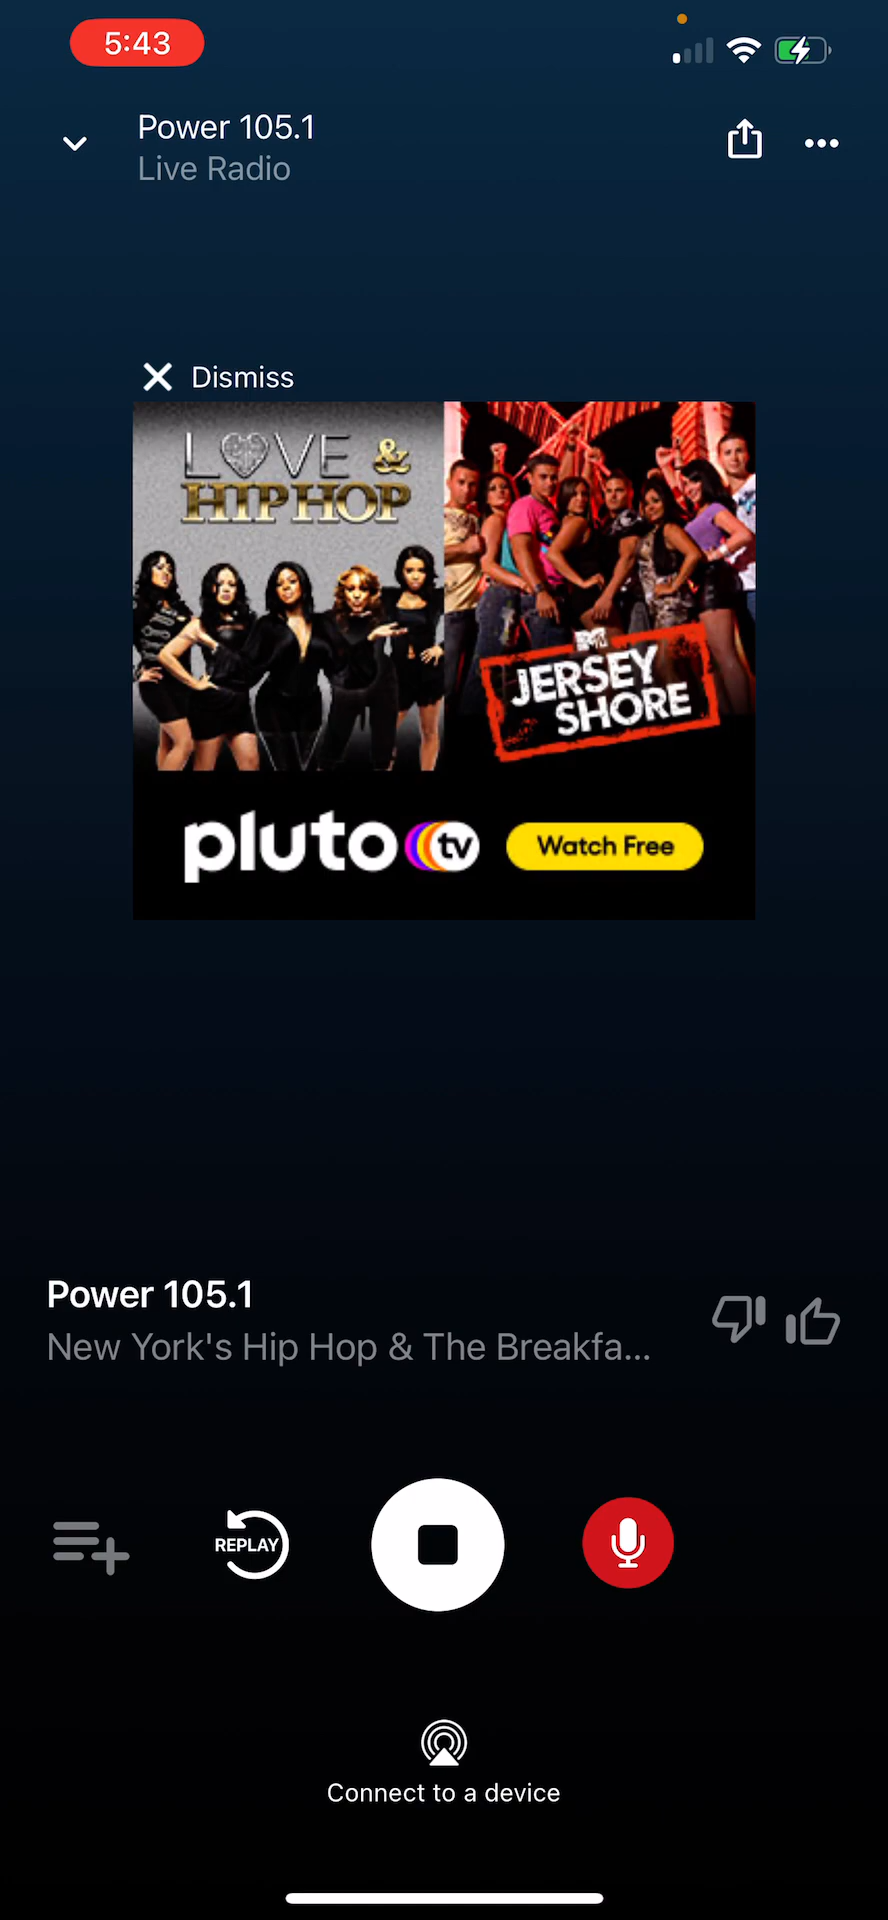 5:43
Power 105.1
Live Radio
Dismiss
LOVE &
HIP HOP
MTV
JERSEY
SHORE
pluto tv
Watch Free
Power 105.1
New York's Hip Hop & The Breakfa...
REPLAY
Connect to a device